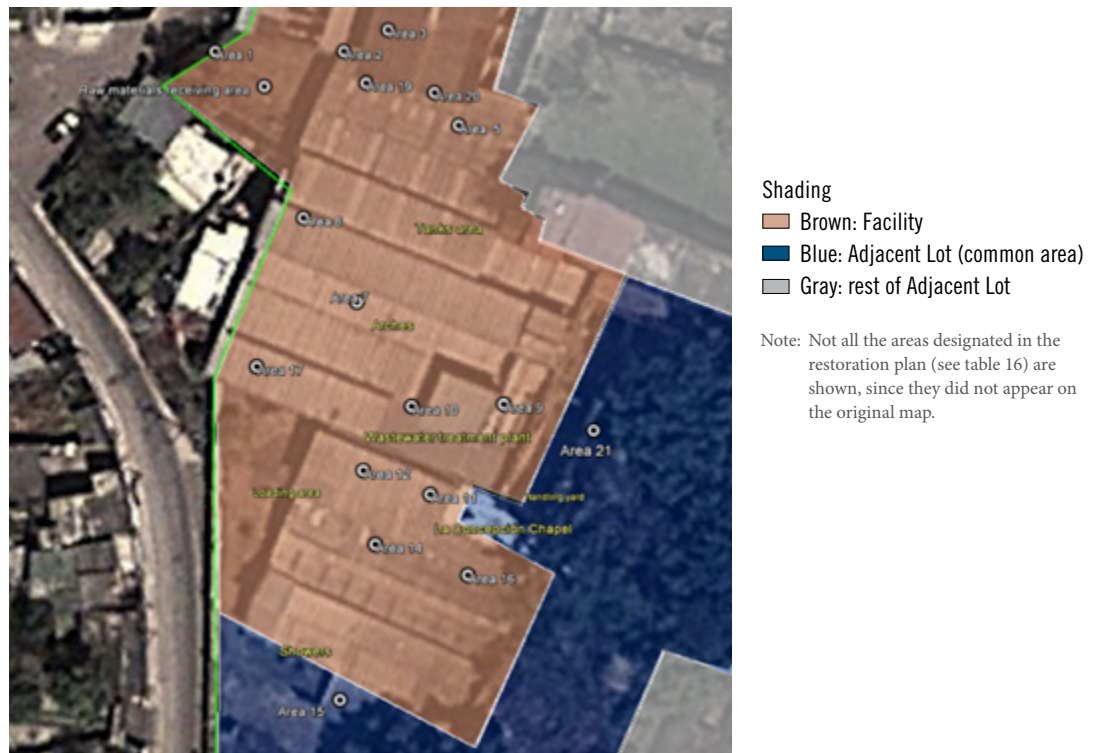 Area 3
Area 1
Area 2
Raw materials receiving area
Area 19
Area 20
Area 5
Area 8
Tanks area
Area 7
Arches
Area 17
Area 10
Area 9
Wastewater treatment plant
Area 21
Area 12
Loading area
Area 11
Handling yard
La Concepción Chapel
Area 14
Area 16
Showers
Area 15
Shading
Brown: Facility
Blue: Adjacent Lot (common area)
Gray: rest of Adjacent Lot
Note: Not all the areas designated in the
restoration plan (see table 16) are
shown, since they did not appear on
the original map.